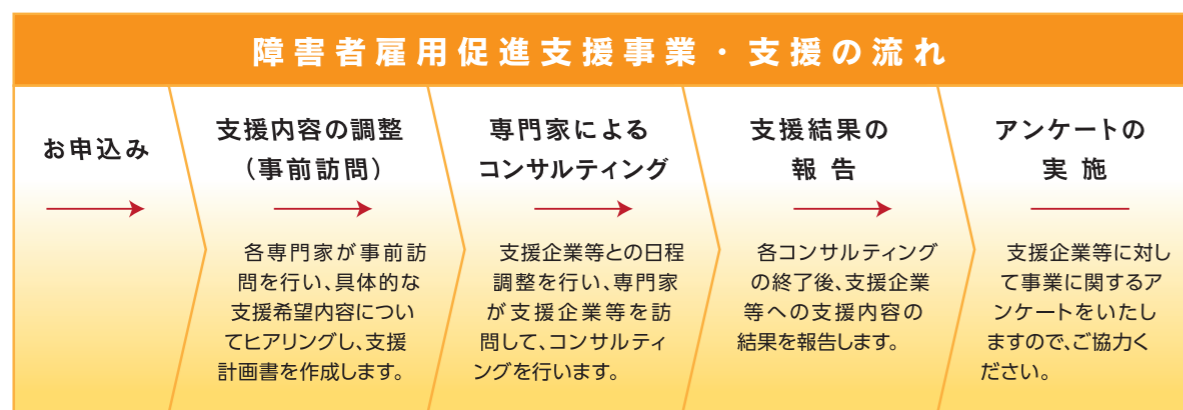 障害者雇用促進支援事業・支援の流れ
お申込み
支援内容の調整
(事前訪問)
各専門家が事前訪
問を行い、具体的な
支援希望内容につい
てヒアリングし、支援
計画書を作成します。
専門家による
コンサルティング
支援企業等との日程
調整を行い、専門家
が支援企業等を訪
問して、コンサルティ
ングを行います。
支援結果の
報告
各コンサルティング
の終了後、支援企業
等への支援内容の
結果を報告します。
アンケートの
実施
支援企業等に対し
て事業に関するア
ンケートをいたし
ますので、ご協力く
ださい。